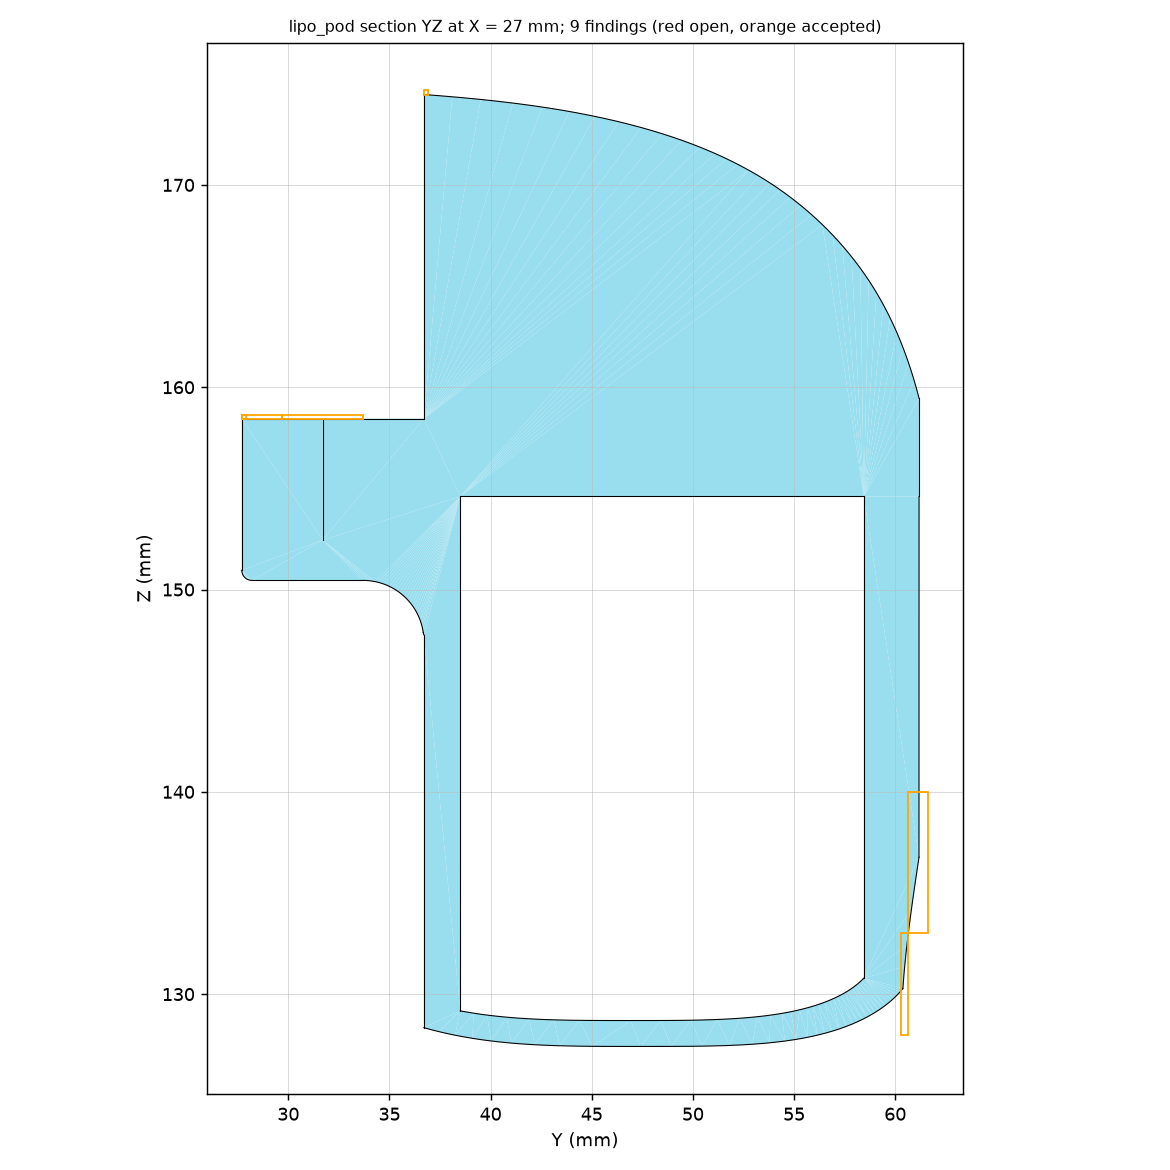 lipo_pod section YZ at X = 27 mm; 9 findings (red open, orange accepted)
170
160
150
140
130
Z (mm)
30 35 40 45 50 55 60
Y (mm)